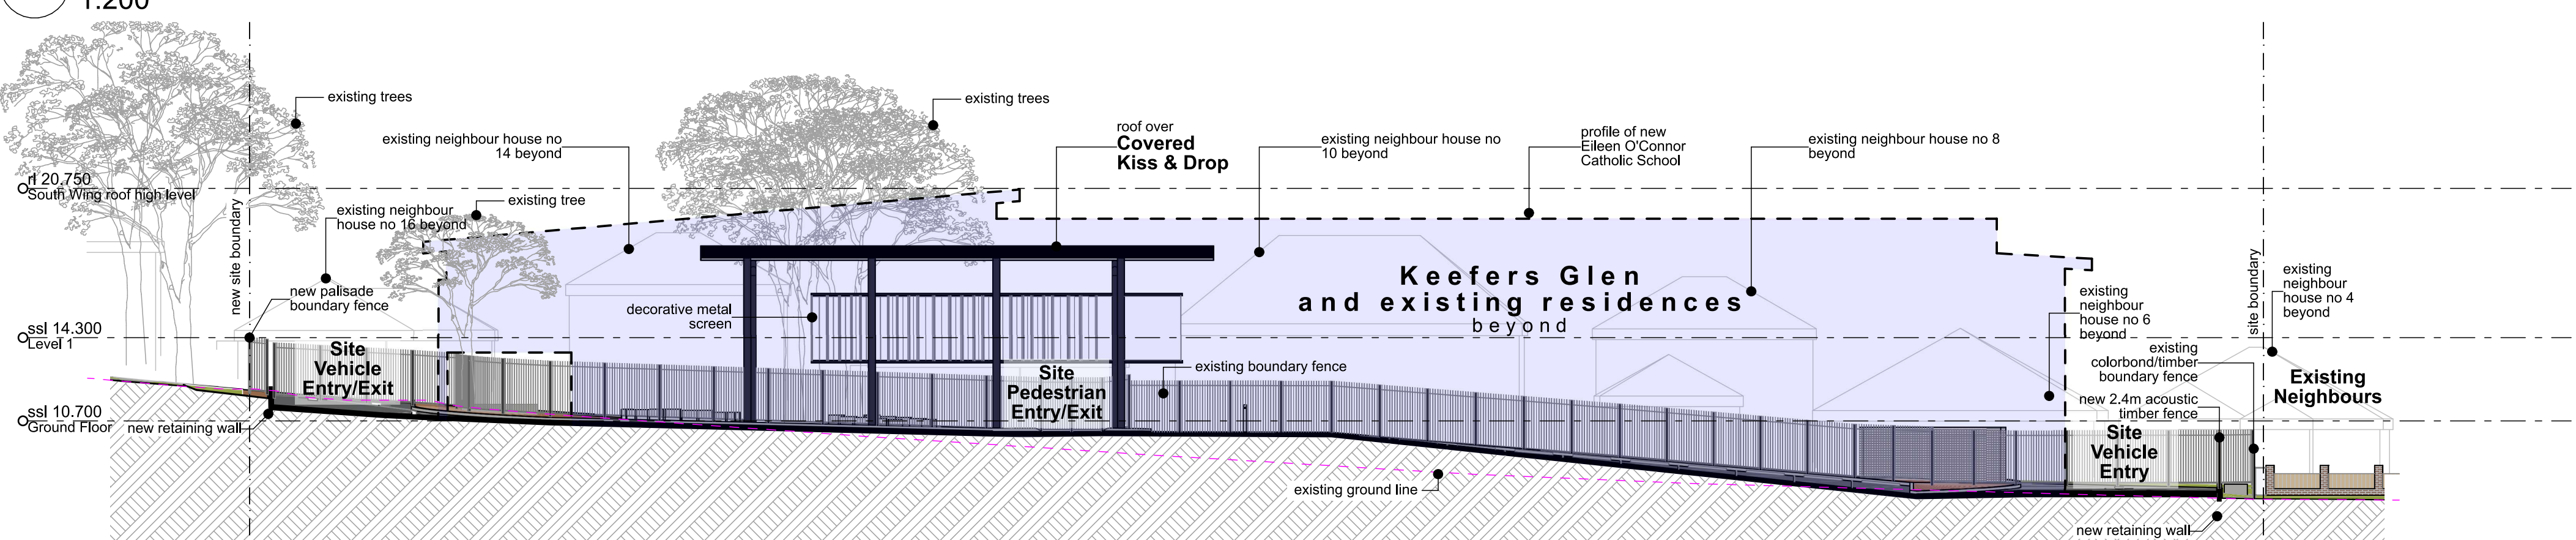 1:200
existing trees
existing trees
existing neighbour house no
14 beyond
roof over
Covered
Kiss & Drop
existing neighbour house no
10 beyond
profile of new
Eileen O'Connor
Catholic School
existing neighbour house no 8
beyond
rl 20.750
South Wing roof high level
new site boundary
existing neighbour
house no 16 beyond
existing tree
new palisade
boundary fence
decorative metal
screen
Keefers Glen
and existing residences
beyond
existing
neighbour
house no 6
beyond
site boundary
existing
neighbour
house no 4
beyond
ssl 14.300
Level 1
Site
Vehicle
Entry/Exit
Site
Pedestrian
Entry/Exit
existing boundary fence
existing
colorbond/timber
boundary fence
new 2.4m acoustic
timber fence
Existing
Neighbours
ssl 10.700
Ground Floor
new retaining wall
Site
Vehicle
Entry
existing ground line
new retaining wall